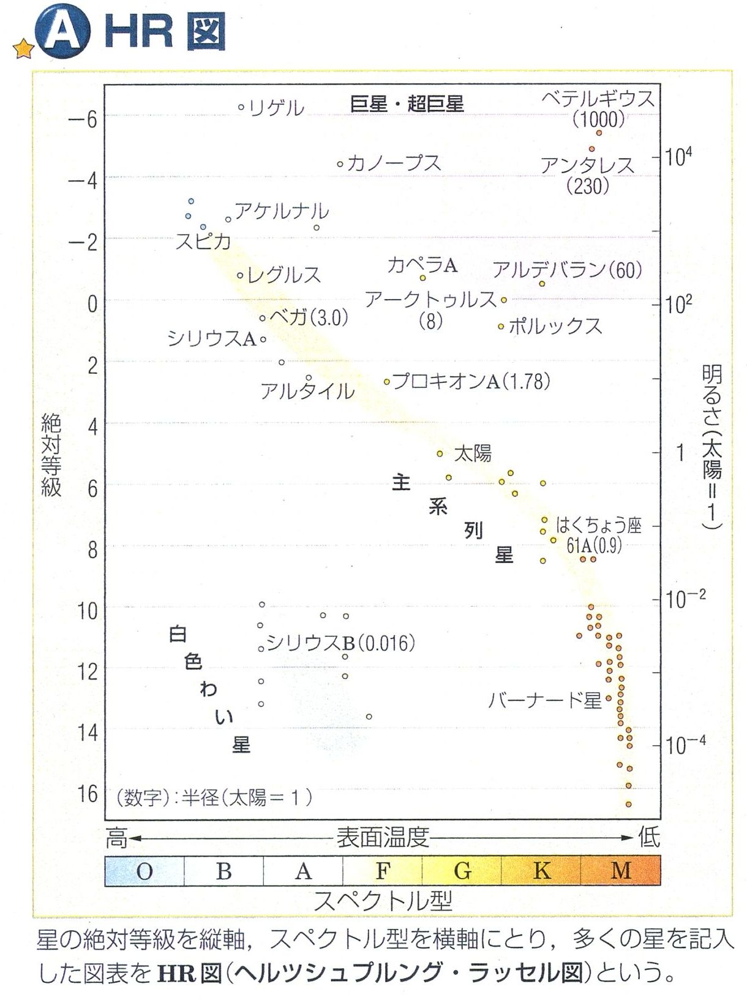 A HR図
巨星・超巨星
リゲル
ベテルギウス
(1000)
カノープス
アンタレス
(230)
アケルナル
スピカ
カペラA
アルデバラン(60)
レグルス
アークトゥルス
(8)
ベガ(3.0)
ポルックス
シリウスA
プロキオンA(1.78)
アルタイル
太陽
主系列星
はくちょう座
61A(0.9)
白色わい星
シリウスB(0.016)
バーナード星
(数字):半径(太陽=1)
絶対等級
−6
−4
−2
0
2
4
6
8
10
12
14
16
明るさ(太陽=1)
10⁴
10²
1
10⁻²
10⁻⁴
高 表面温度 低
O B A F G K M
スペクトル型
星の絶対等級を縦軸，スペクトル型を横軸にとり，多くの星を記入
した図表をHR図(ヘルツシュプルング・ラッセル図)という。